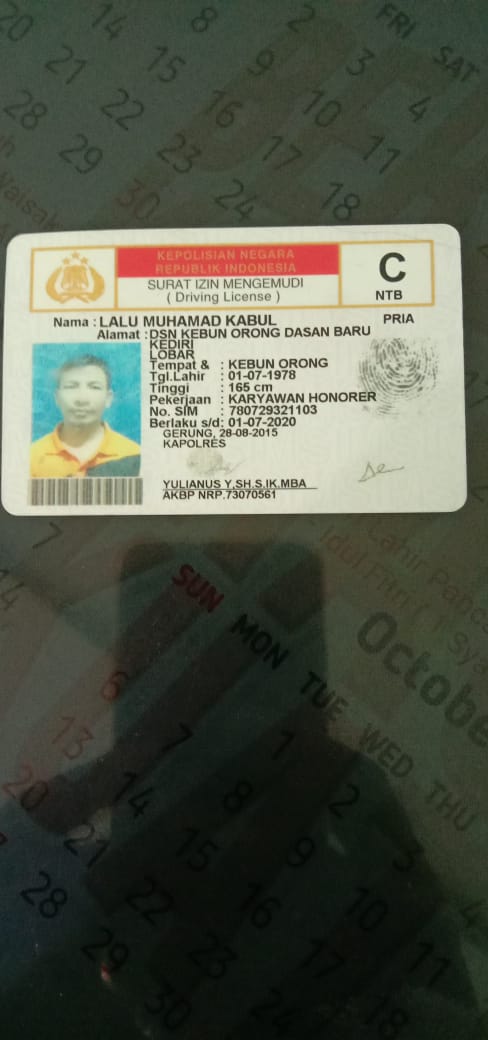 FRI SAT
14 8 2 3 4
20 21 15 9 10 11
28 22 16 17 18
29 23 24
30
KEPOLISIAN NEGARA
REPUBLIK INDONESIA
SURAT IZIN MENGEMUDI
( Driving License )
C
NTB
Nama : LALU MUHAMAD KABUL PRIA
Alamat : DSN KEBUN ORONG DASAN BARU
KEDIRI
LOBAR
Tempat & : KEBUN ORONG
Tgl.Lahir : 01-07-1978
Tinggi : 165 cm
Pekerjaan : KARYAWAN HONORER
No. SIM : 780729321103
Berlaku s/d : 01-07-2020
GERUNG, 28-08-2015
KAPOLRES
YULIANUS Y,SH.S.IK.MBA
AKBP NRP.73070561
Idul Fitri ( 1
October
SUN MON TUE WED THU
1 2 3 4
6 7 8 9 10 11
13 14 15 16 17 18
20 21 22 23 24
28 29 30